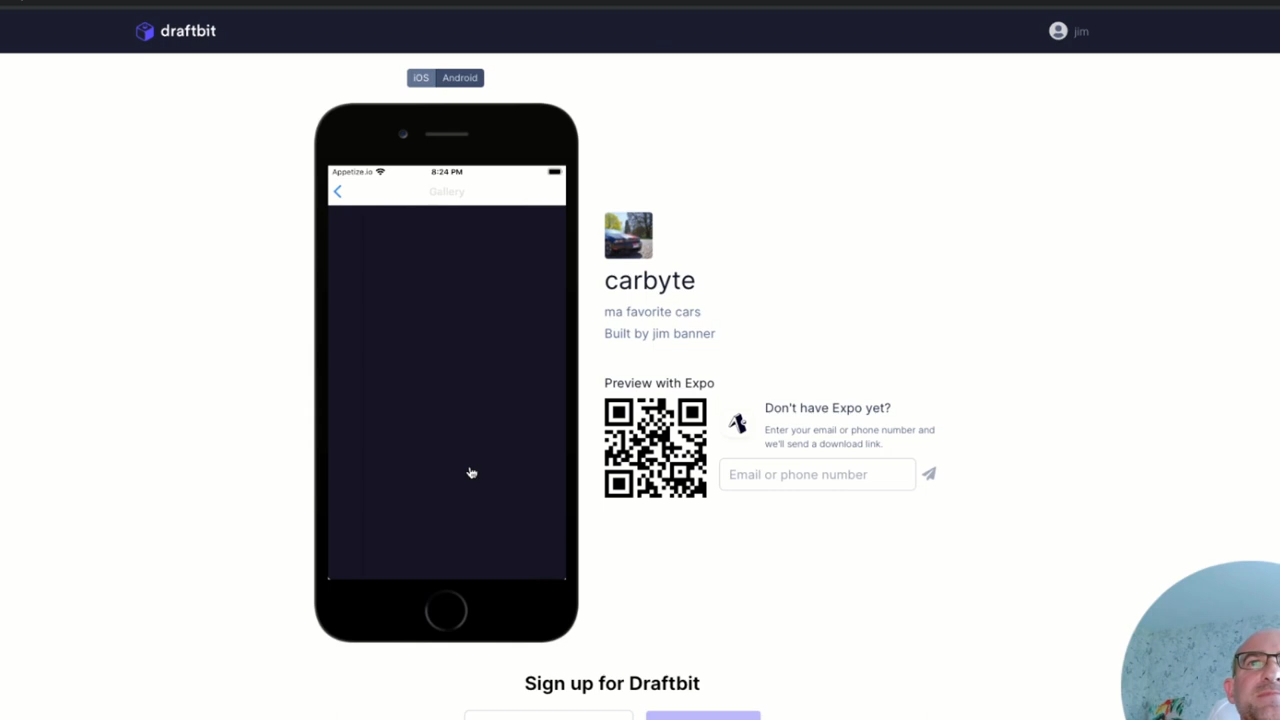 draftbit
jim
iOS
Android
Appetize.io
8:24 PM
Gallery
carbyte
ma favorite cars
Built by jim banner
Preview with Expo
Don't have Expo yet?
Enter your email or phone number and
we'll send a download link.
Email or phone number
Sign up for Draftbit